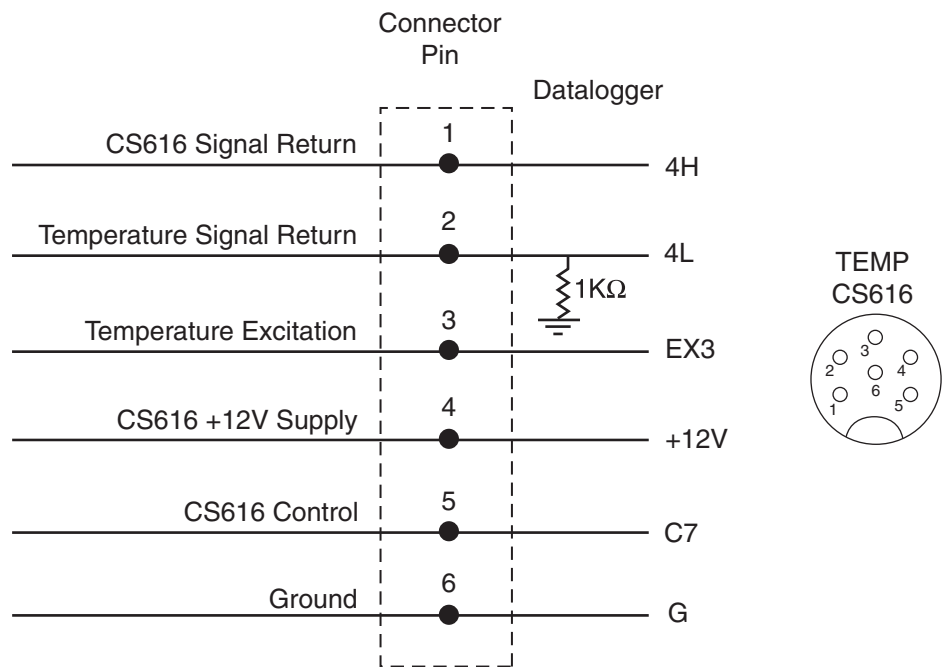 Connector
Pin
Datalogger
CS616 Signal Return
1
4H
Temperature Signal Return
2
4L
1KΩ
Temperature Excitation
3
EX3
CS616 +12V Supply
4
+12V
CS616 Control
5
C7
Ground
6
G
TEMP
CS616
3
2
4
6
1
5